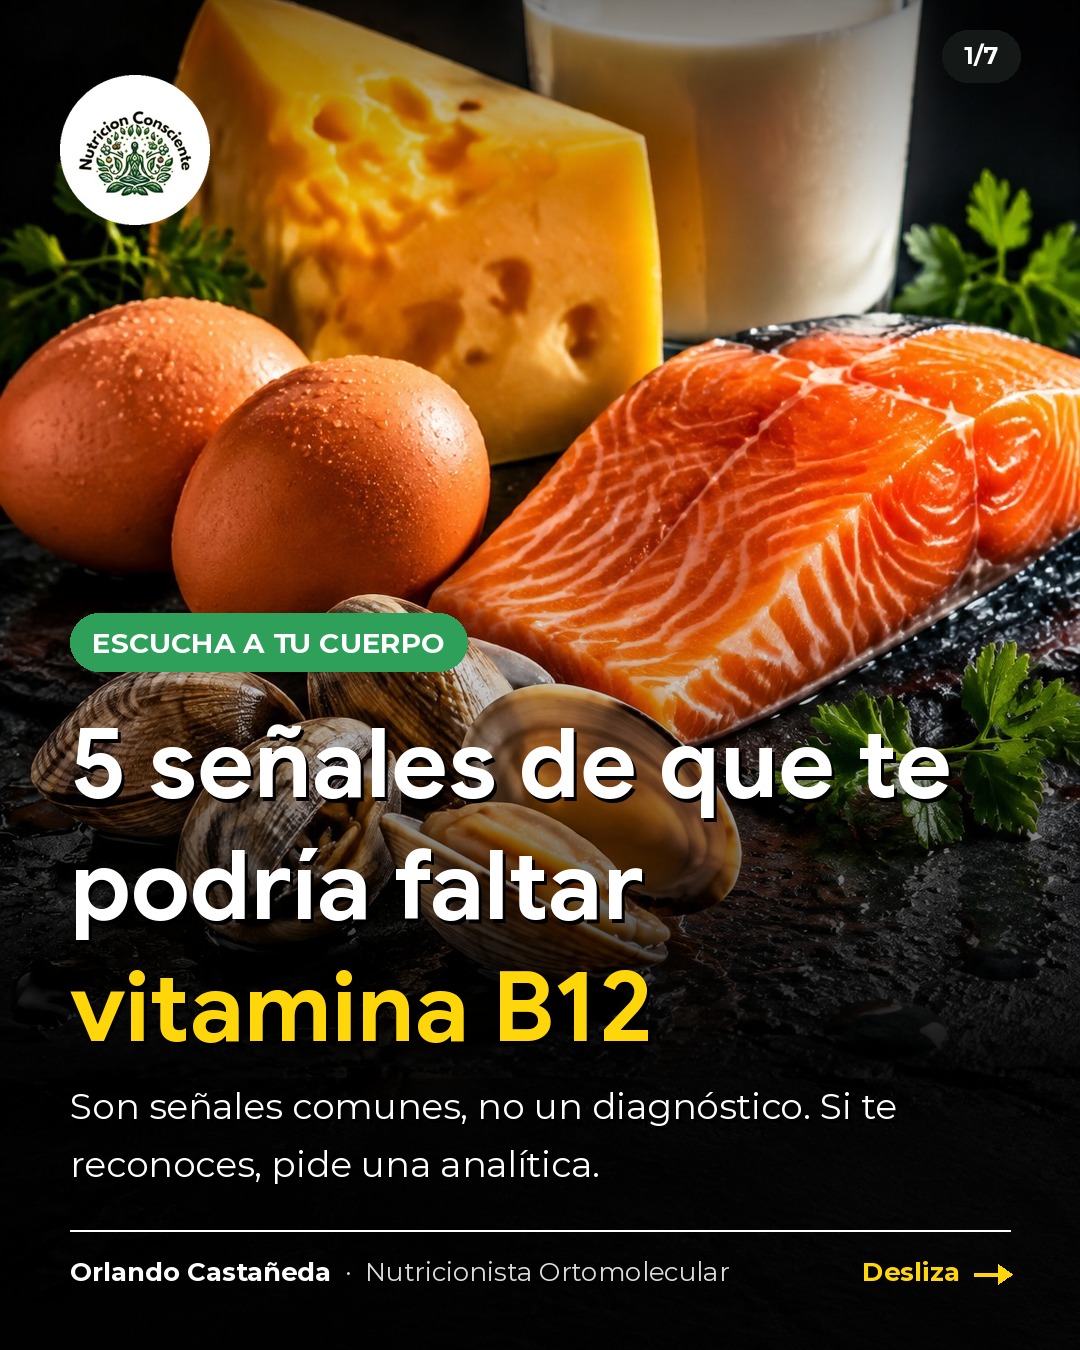 1/7
Nutricion Consciente
ESCUCHA A TU CUERPO
5 señales de que te
podría faltar
vitamina B12
Son señales comunes, no un diagnóstico. Si te
reconoces, pide una analítica.
Orlando Castañeda · Nutricionista Ortomolecular
Desliza →